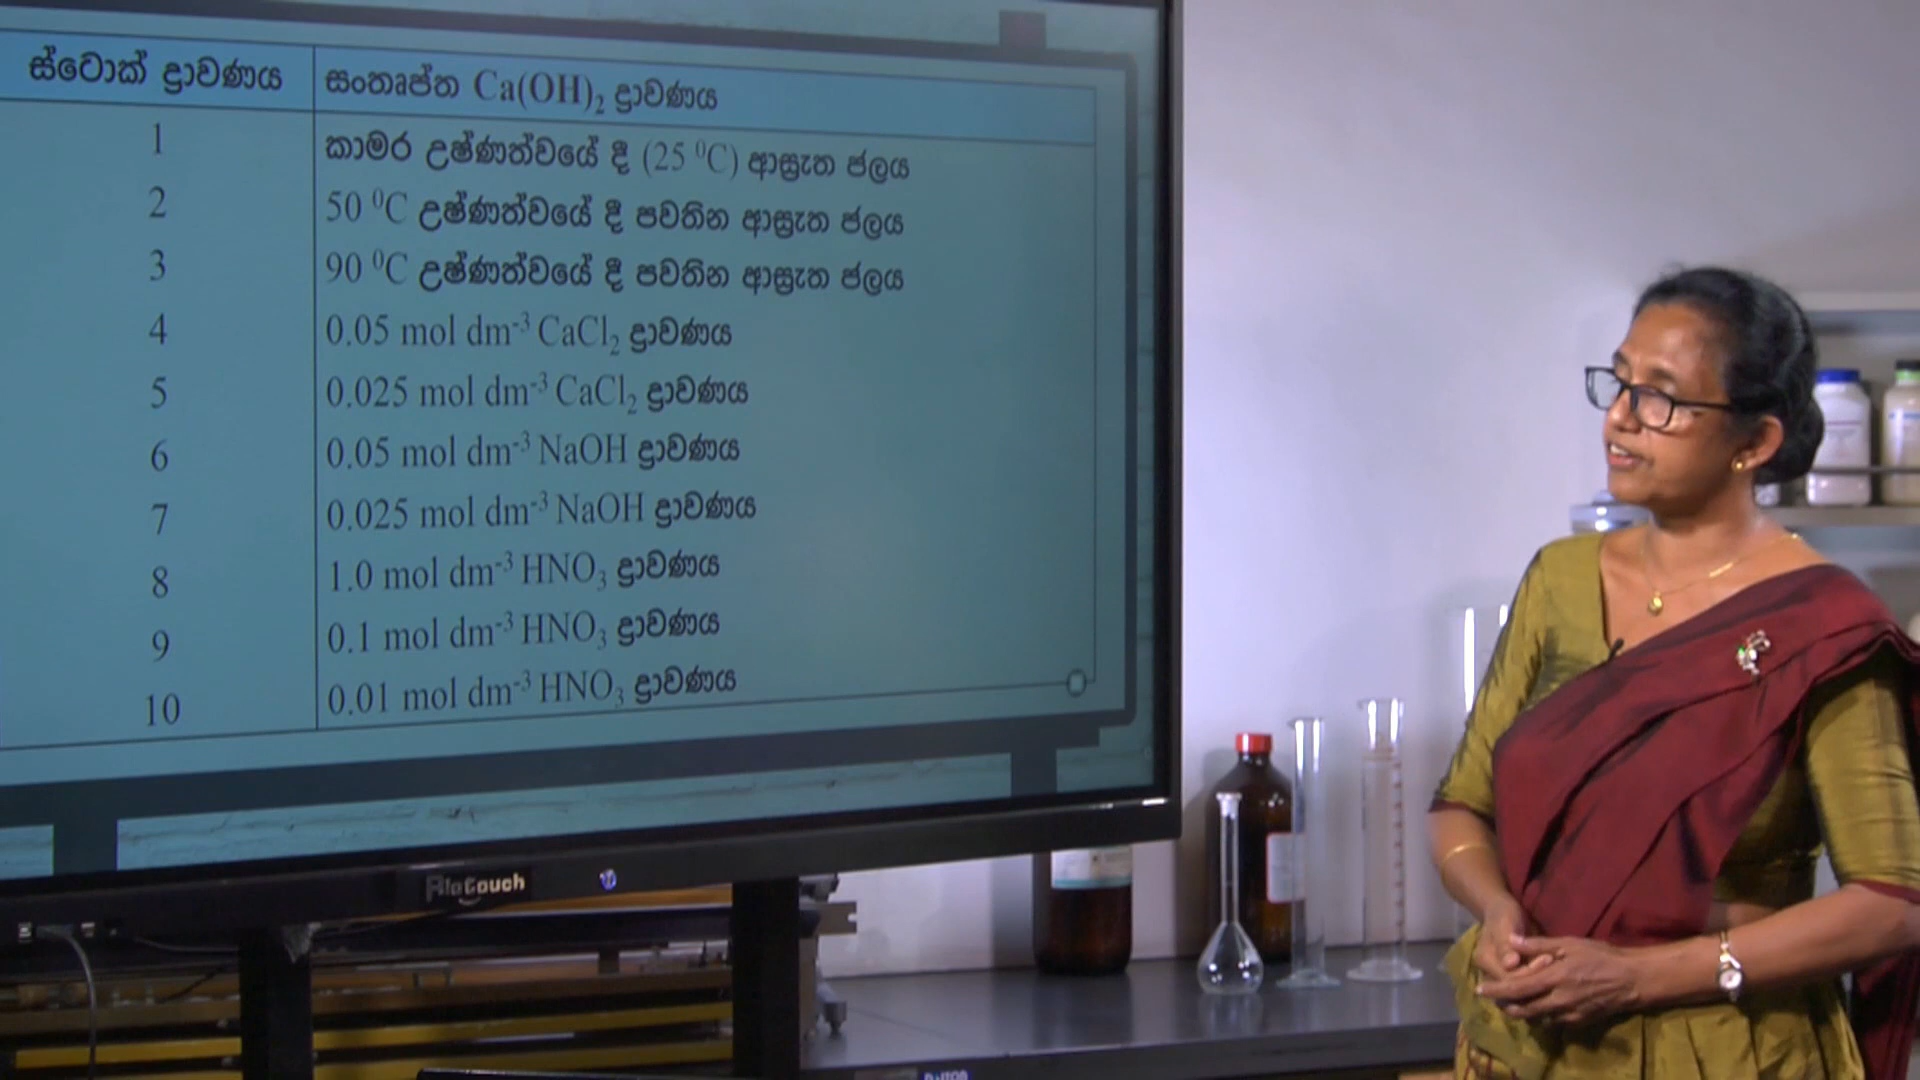 ස්ටොක් ද්‍රාවණය සංතෘප්ත Ca(OH)₂ ද්‍රාවණය
1 කාමර උෂ්ණත්වයේ දී (25 ⁰C) ආස්‍රැත ජලය
2 50 ⁰C උෂ්ණත්වයේ දී පවතින ආස්‍රැත ජලය
3 90 ⁰C උෂ්ණත්වයේ දී පවතින ආස්‍රැත ජලය
4 0.05 mol dm⁻³ CaCl₂ ද්‍රාවණය
5 0.025 mol dm⁻³ CaCl₂ ද්‍රාවණය
6 0.05 mol dm⁻³ NaOH ද්‍රාවණය
7 0.025 mol dm⁻³ NaOH ද්‍රාවණය
8 1.0 mol dm⁻³ HNO₃ ද්‍රාවණය
9 0.1 mol dm⁻³ HNO₃ ද්‍රාවණය
10 0.01 mol dm⁻³ HNO₃ ද්‍රාවණය
Riotouch